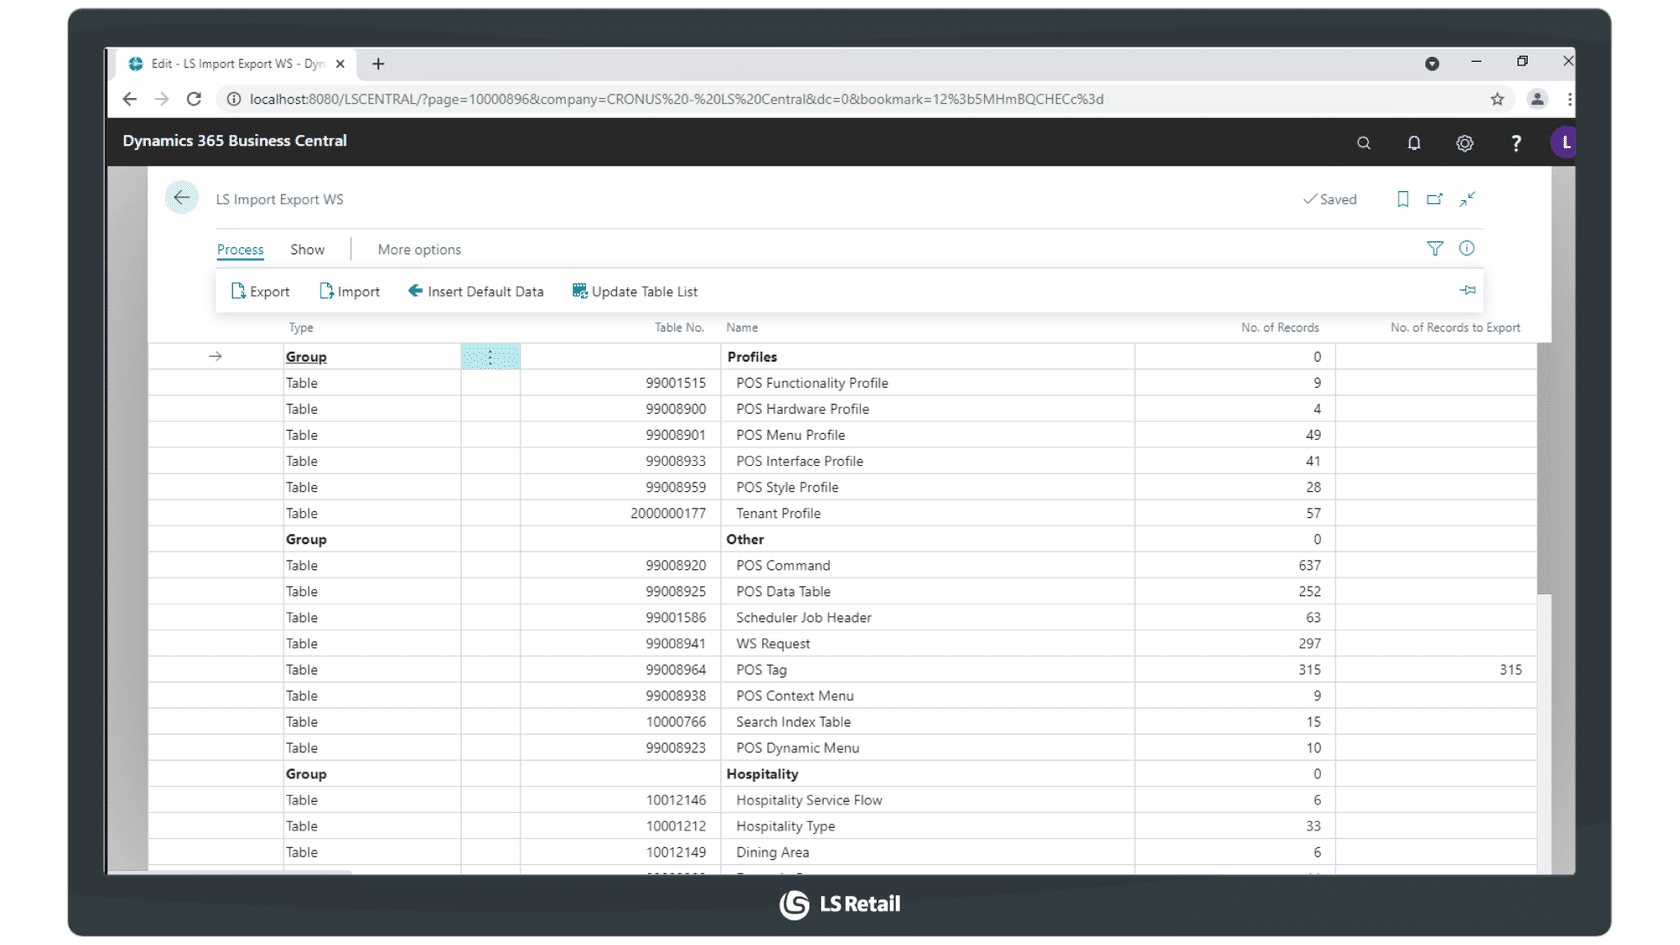 Edit - LS Import Export WS - Dyn
localhost:8080/LSCENTRAL/?page=10000896&company=CRONUS%20-%20LS%20Central&dc=0&bookmark=12%3b5MHmBQCHECc%3d
Dynamics 365 Business Central
? L
LS Import Export WS
Saved
Process Show More options
Export Import Insert Default Data Update Table List
Type Table No. Name No. of Records No. of Records to Export
Group Profiles 0
Table 99001515 POS Functionality Profile 9
Table 99008900 POS Hardware Profile 4
Table 99008901 POS Menu Profile 49
Table 99008933 POS Interface Profile 41
Table 99008959 POS Style Profile 28
Table 2000000177 Tenant Profile 57
Group Other 0
Table 99008920 POS Command 637
Table 99008925 POS Data Table 252
Table 99001586 Scheduler Job Header 63
Table 99008941 WS Request 297
Table 99008964 POS Tag 315 315
Table 99008938 POS Context Menu 9
Table 10000766 Search Index Table 15
Table 99008923 POS Dynamic Menu 10
Group Hospitality 0
Table 10012146 Hospitality Service Flow 6
Table 10001212 Hospitality Type 33
Table 10012149 Dining Area 6
LS Retail